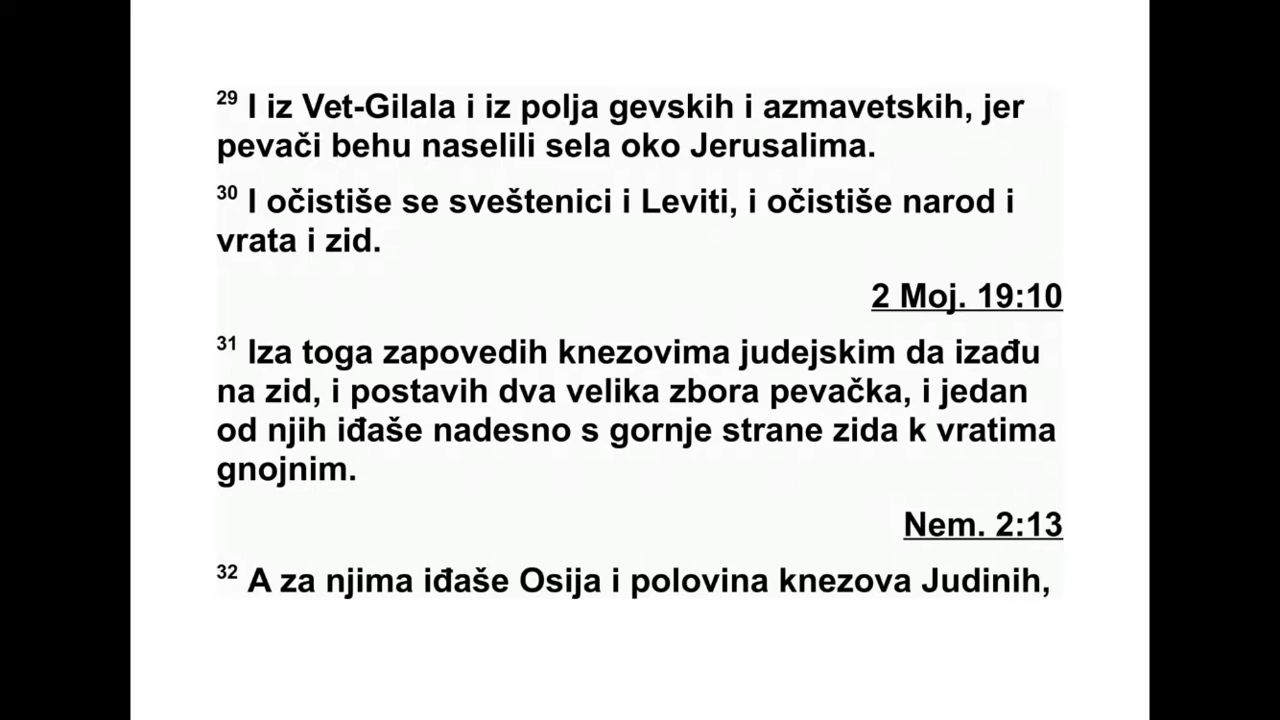 29 I iz Vet-Gilala i iz polja gevskih i azmavetskih, jer
pevači behu naselili sela oko Jerusalima.
30 I očistiše se sveštenici i Leviti, i očistiše narod i
vrata i zid.
2 Moj. 19:10
31 Iza toga zapovedih knezovima judejskim da izađu
na zid, i postavih dva velika zbora pevačka, i jedan
od njih iđaše nadesno s gornje strane zida k vratima
gnojnim.
Nem. 2:13
32 A za njima iđaše Osija i polovina knezova Judinih,